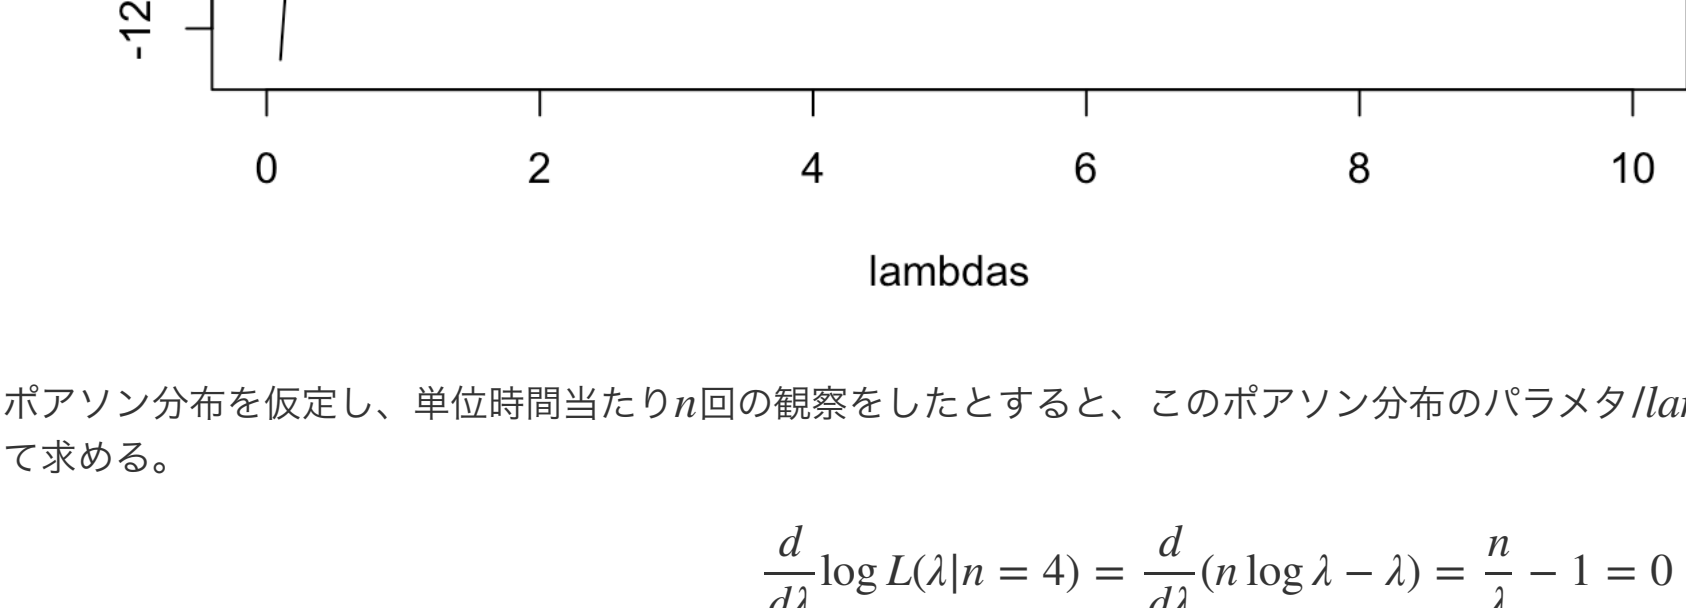 -12
0 2 4 6 8 10
lambdas
ポアソン分布を仮定し、単位時間当たりn回の観察をしたとすると、このポアソン分布のパラメタ/lam
て求める。
d/dλ log L(λ|n = 4) = d/dλ (n log λ − λ) = n/λ − 1 = 0